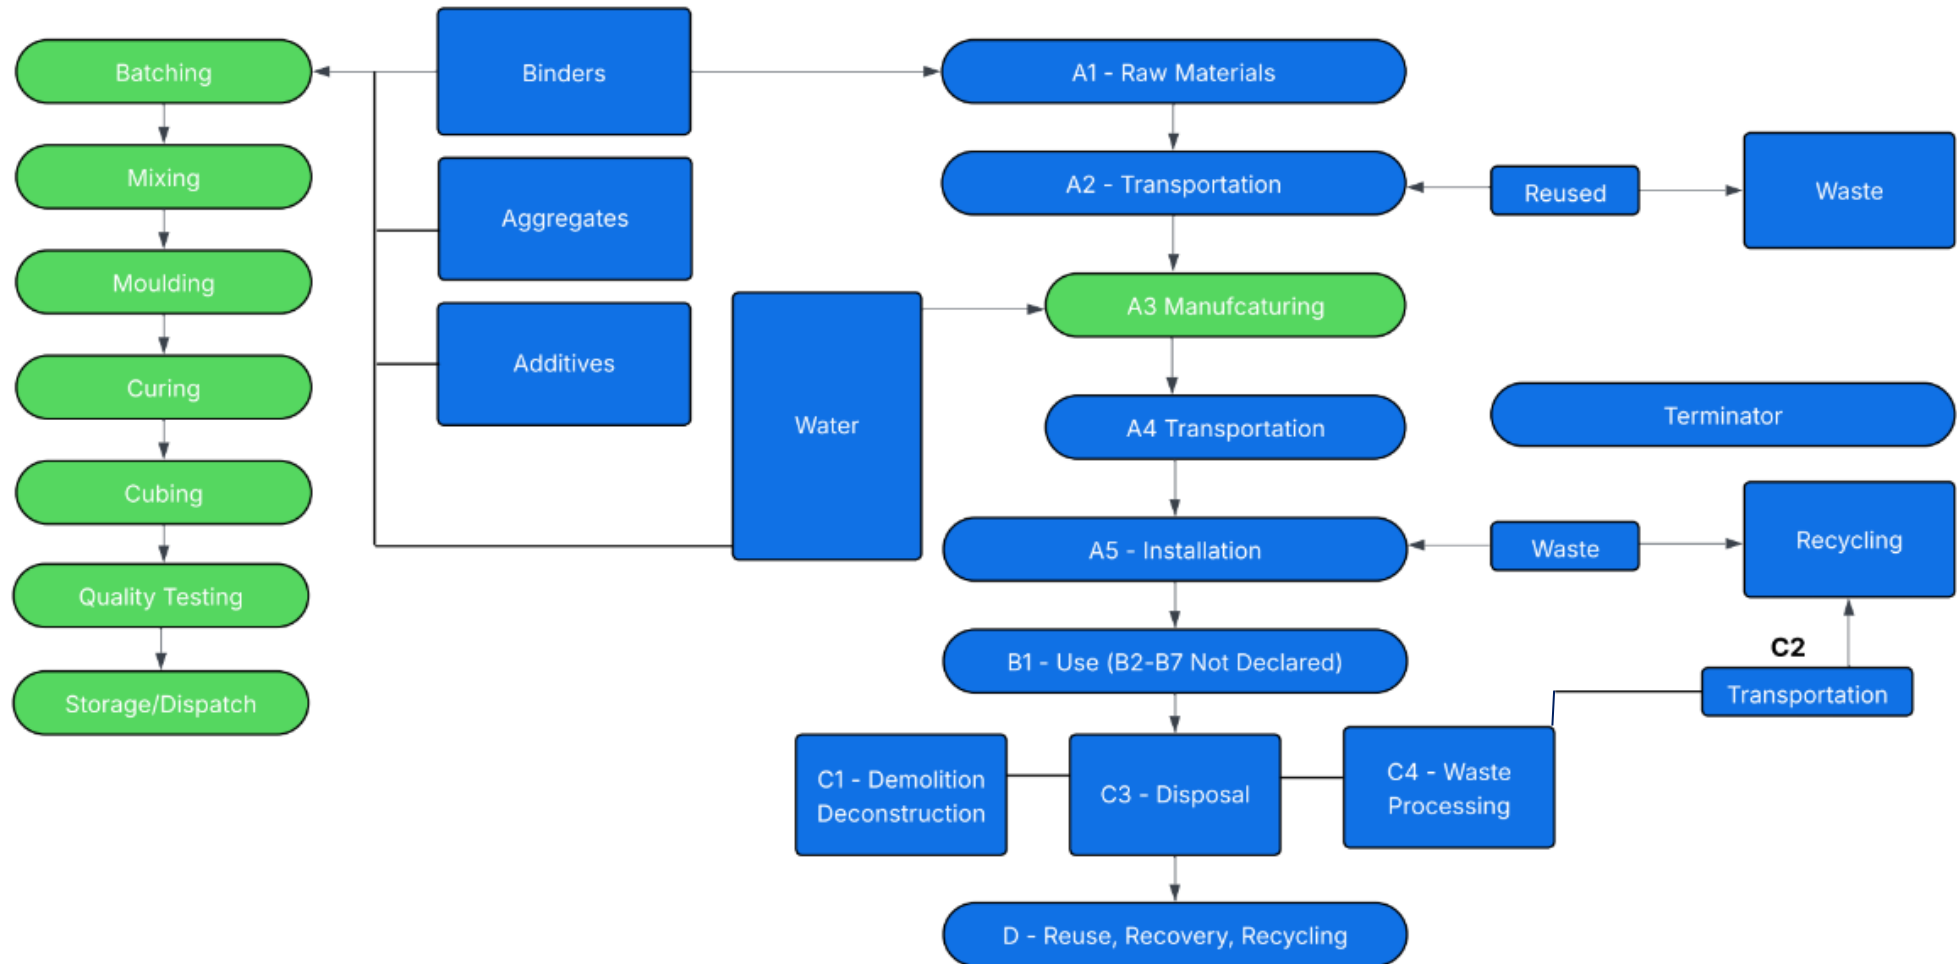 Batching
Mixing
Moulding
Curing
Cubing
Quality Testing
Storage/Dispatch
Binders
Aggregates
Additives
Water
A1 - Raw Materials
A2 - Transportation
A3 Manufcaturing
A4 Transportation
A5 - Installation
B1 - Use (B2-B7 Not Declared)
C1 - Demolition
Deconstruction
C3 - Disposal
C4 - Waste
Processing
D - Reuse, Recovery, Recycling
Reused
Waste
Terminator
Waste
Recycling
C2
Transportation